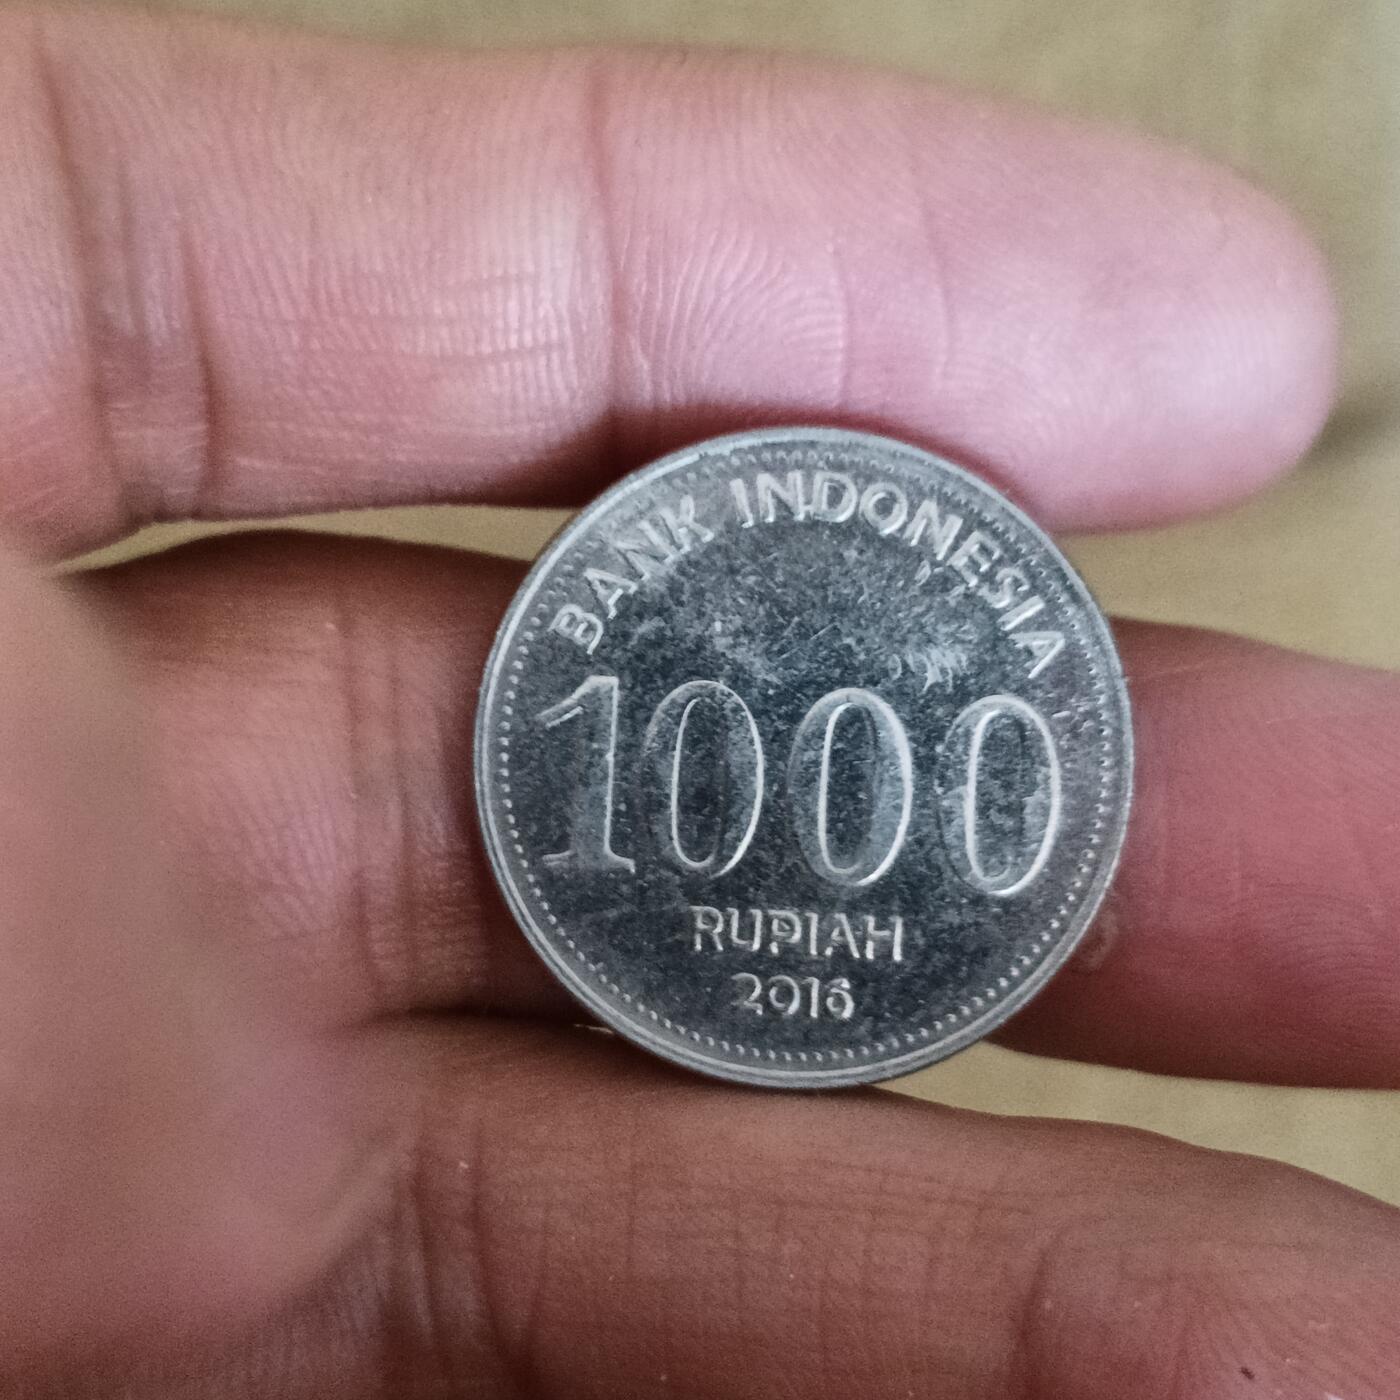 BANK INDONESIA
1000
RUPIAH
2016